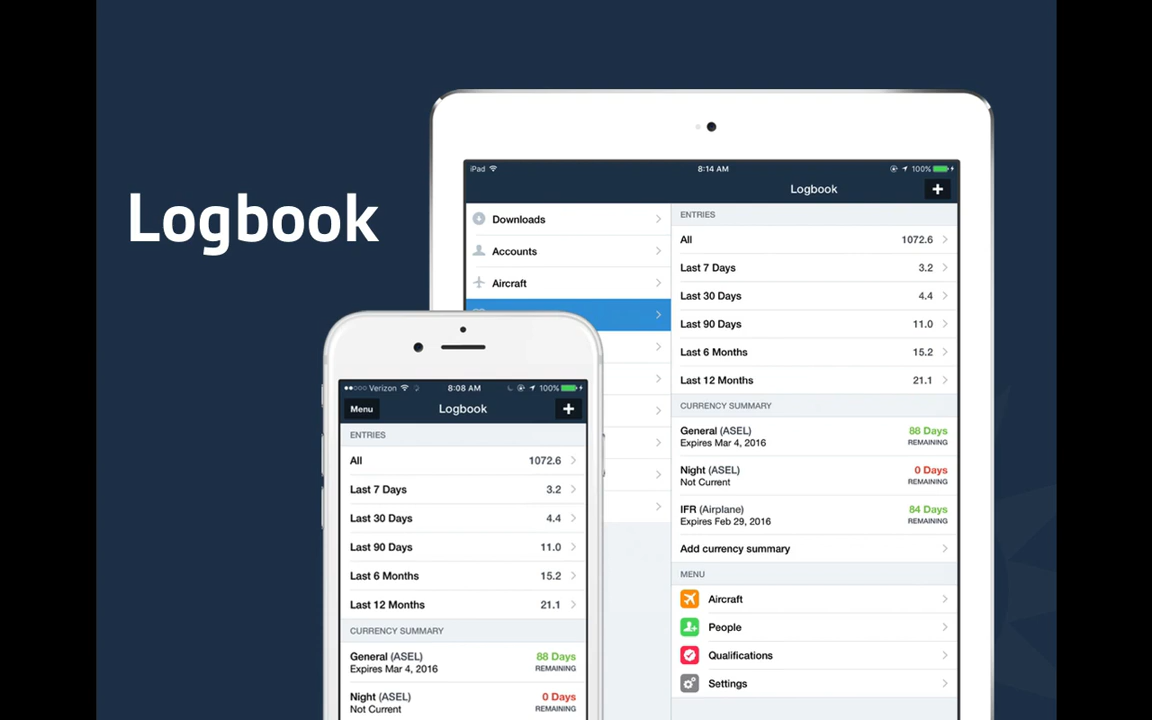 Logbook
iPad
8:14 AM
100%
Logbook
+
Downloads
Accounts
Aircraft
ENTRIES
All 1072.6
Last 7 Days 3.2
Last 30 Days 4.4
Last 90 Days 11.0
Last 6 Months 15.2
Last 12 Months 21.1
CURRENCY SUMMARY
General (ASEL) 88 Days
Expires Mar 4, 2016 REMAINING
Night (ASEL) 0 Days
Not Current REMAINING
IFR (Airplane) 84 Days
Expires Feb 29, 2016 REMAINING
Add currency summary
MENU
Aircraft
People
Qualifications
Settings
Verizon 8:08 AM 100%
Menu Logbook +
ENTRIES
All 1072.6
Last 7 Days 3.2
Last 30 Days 4.4
Last 90 Days 11.0
Last 6 Months 15.2
Last 12 Months 21.1
CURRENCY SUMMARY
General (ASEL) 88 Days
Expires Mar 4, 2016 REMAINING
Night (ASEL) 0 Days
Not Current REMAINING